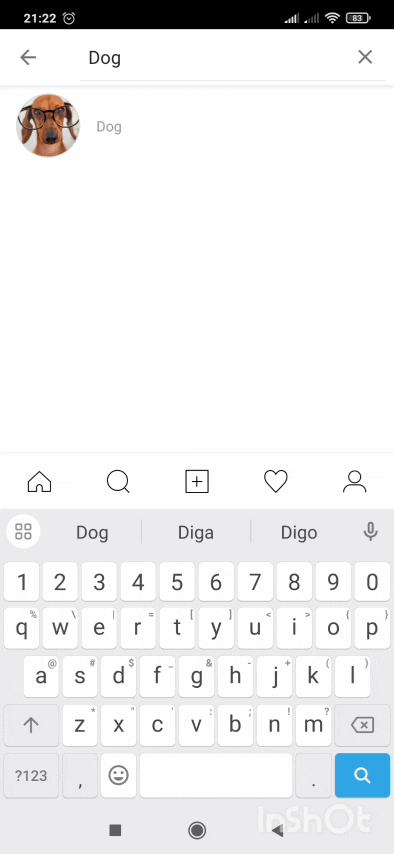 21:22 83
Dog
Dog
Dog Diga Digo
1 2 3 4 5 6 7 8 9 0
% \ | = [ ] < > { }
q w e r t y u i o p
@ # $ _ & - + ( )
a s d f g h j k l
* " ' : ; ! ?
z x c v b n m
?123 , .
InShOt